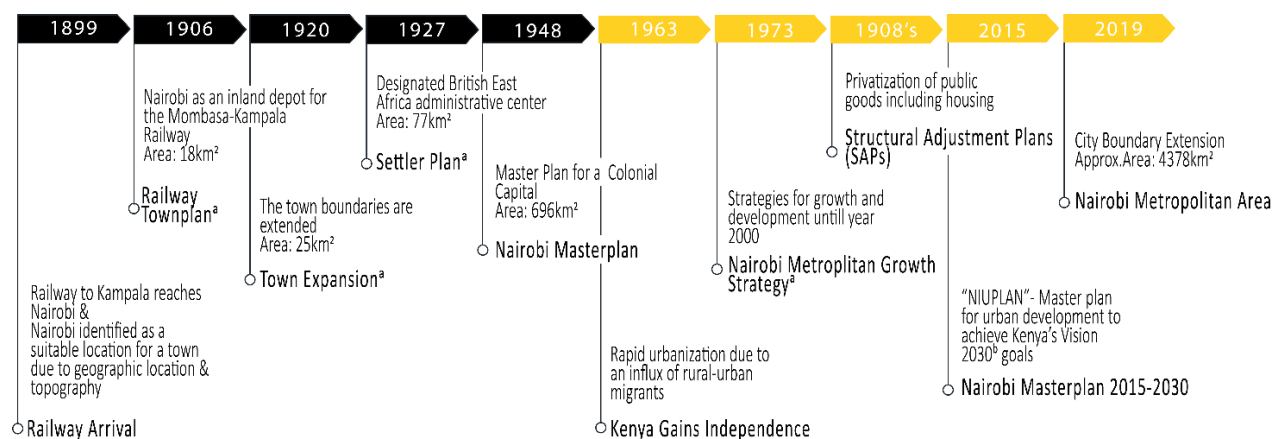 1899
1906
1920
1927
1948
1963
1973
1908's
2015
2019
Railway to Kampala reaches
Nairobi &
Nairobi identified as a
suitable location for a town
due to geographic location &
topography
Railway Arrival
Nairobi as an inland depot for
the Mombasa-Kampala
Railway
Area: 18km²
Railway
Townplanª
The town boundaries are
extended
Area: 25km²
Town Expansionª
Designated British East
Africa administrative center
Area: 77km²
Settler Planª
Master Plan for a Colonial
Capital
Area: 696km²
Nairobi Masterplan
Rapid urbanization due to
an influx of rural-urban
migrants
Kenya Gains Independence
Strategies for growth and
development untill year
2000
Nairobi Metroplitan Growth
Strategyª
Privatization of public
goods including housing
Structural Adjustment Plans
(SAPs)
"NIUPLAN"- Master plan
for urban development to
achieve Kenya's Vision
2030ᵇ goals
Nairobi Masterplan 2015-2030
City Boundary Extension
Approx.Area: 4378km²
Nairobi Metropolitan Area